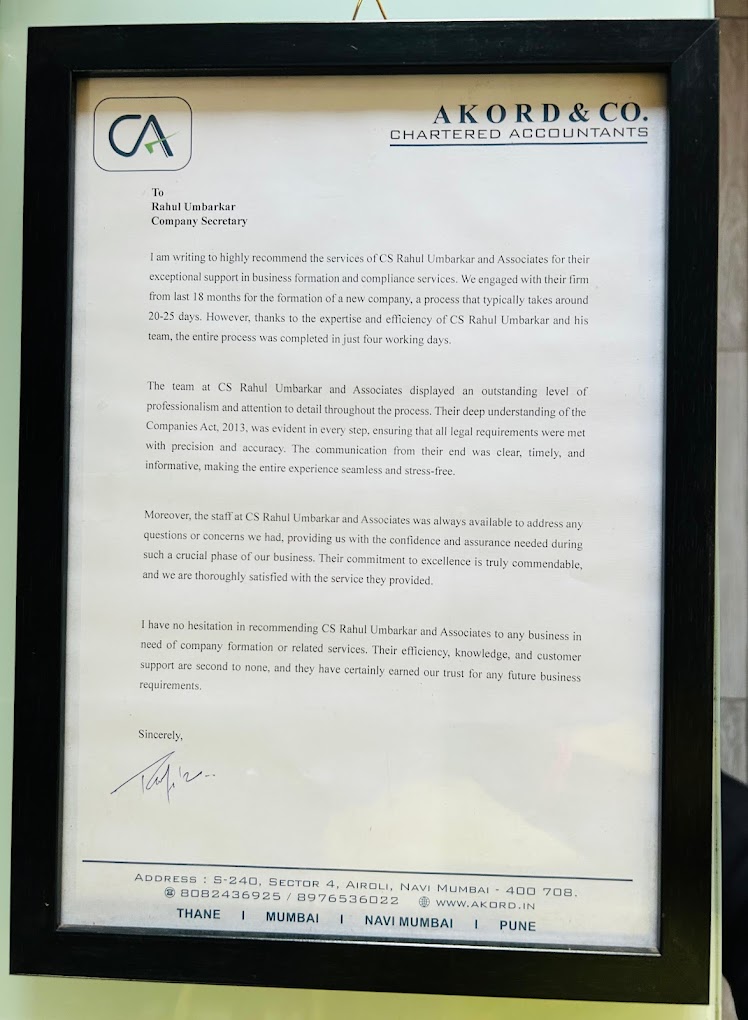 CA
AKORD & CO.
CHARTERED ACCOUNTANTS
To
Rahul Umbarkar
Company Secretary
I am writing to highly recommend the services of CS Rahul Umbarkar and Associates for their
exceptional support in business formation and compliance services. We engaged with their firm
from last 18 months for the formation of a new company, a process that typically takes around
20-25 days. However, thanks to the expertise and efficiency of CS Rahul Umbarkar and his
team, the entire process was completed in just four working days.
The team at CS Rahul Umbarkar and Associates displayed an outstanding level of
professionalism and attention to detail throughout the process. Their deep understanding of the
Companies Act, 2013, was evident in every step, ensuring that all legal requirements were met
with precision and accuracy. The communication from their end was clear, timely, and
informative, making the entire experience seamless and stress-free.
Moreover, the staff at CS Rahul Umbarkar and Associates was always available to address any
questions or concerns we had, providing us with the confidence and assurance needed during
such a crucial phase of our business. Their commitment to excellence is truly commendable,
and we are thoroughly satisfied with the service they provided.
I have no hesitation in recommending CS Rahul Umbarkar and Associates to any business in
need of company formation or related services. Their efficiency, knowledge, and customer
support are second to none, and they have certainly earned our trust for any future business
requirements.
Sincerely,
ADDRESS : S-240, SECTOR 4, AIROLI, NAVI MUMBAI - 400 708.
8082436925 / 8976536022 WWW.AKORD.IN
THANE | MUMBAI | NAVI MUMBAI | PUNE